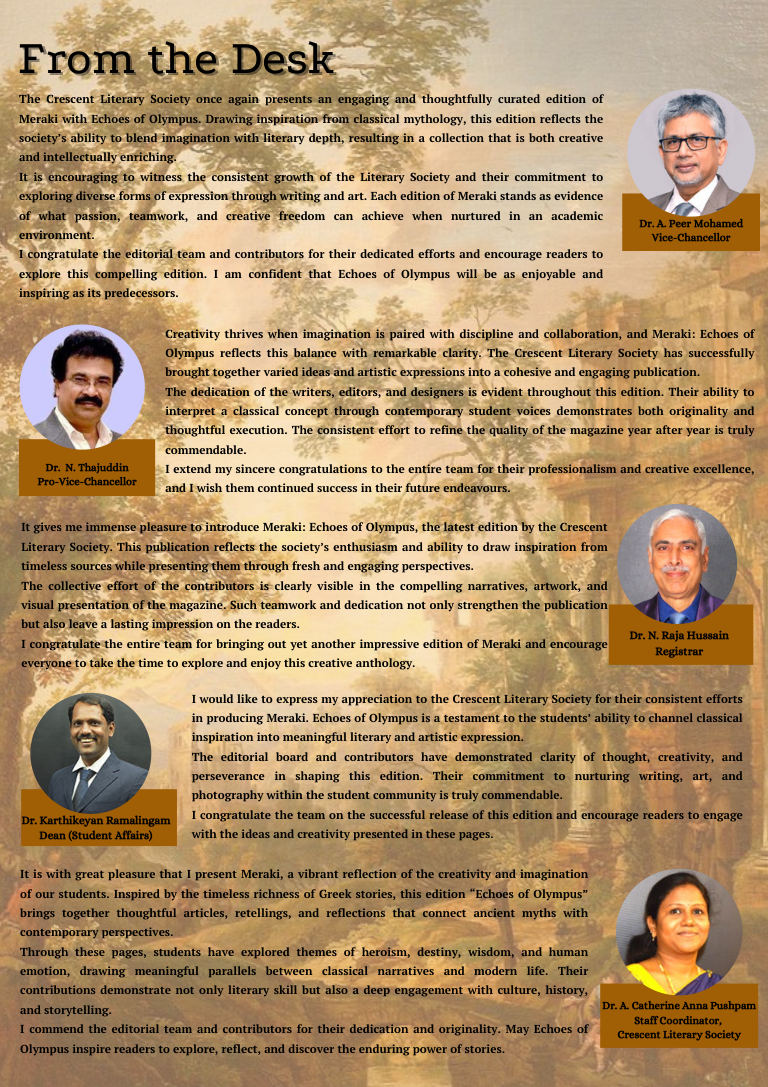 From the Desk
The Crescent Literary Society once again presents an engaging and thoughtfully curated edition of
Meraki with Echoes of Olympus. Drawing inspiration from classical mythology, this edition reflects the
society's ability to blend imagination with literary depth, resulting in a collection that is both creative
and intellectually enriching.
It is encouraging to witness the consistent growth of the Literary Society and their commitment to
exploring diverse forms of expression through writing and art. Each edition of Meraki stands as evidence
of what passion, teamwork, and creative freedom can achieve when nurtured in an academic
environment.
I congratulate the editorial team and contributors for their dedicated efforts and encourage readers to
explore this compelling edition. I am confident that Echoes of Olympus will be as enjoyable and
inspiring as its predecessors.
Dr. A. Peer Mohamed
Vice-Chancellor
Creativity thrives when imagination is paired with discipline and collaboration, and Meraki: Echoes of
Olympus reflects this balance with remarkable clarity. The Crescent Literary Society has successfully
brought together varied ideas and artistic expressions into a cohesive and engaging publication.
The dedication of the writers, editors, and designers is evident throughout this edition. Their ability to
interpret a classical concept through contemporary student voices demonstrates both originality and
thoughtful execution. The consistent effort to refine the quality of the magazine year after year is truly
commendable.
I extend my sincere congratulations to the entire team for their professionalism and creative excellence,
and I wish them continued success in their future endeavours.
Dr. N. Thajuddin
Pro-Vice-Chancellor
It gives me immense pleasure to introduce Meraki: Echoes of Olympus, the latest edition by the Crescent
Literary Society. This publication reflects the society's enthusiasm and ability to draw inspiration from
timeless sources while presenting them through fresh and engaging perspectives.
The collective effort of the contributors is clearly visible in the compelling narratives, artwork, and
visual presentation of the magazine. Such teamwork and dedication not only strengthen the publication
but also leave a lasting impression on the readers.
I congratulate the entire team for bringing out yet another impressive edition of Meraki and encourage
everyone to take the time to explore and enjoy this creative anthology.
Dr. N. Raja Hussain
Registrar
I would like to express my appreciation to the Crescent Literary Society for their consistent efforts
in producing Meraki. Echoes of Olympus is a testament to the students' ability to channel classical
inspiration into meaningful literary and artistic expression.
The editorial board and contributors have demonstrated clarity of thought, creativity, and
perseverance in shaping this edition. Their commitment to nurturing writing, art, and
photography within the student community is truly commendable.
I congratulate the team on the successful release of this edition and encourage readers to engage
with the ideas and creativity presented in these pages.
Dr. Karthikeyan Ramalingam
Dean (Student Affairs)
It is with great pleasure that I present Meraki, a vibrant reflection of the creativity and imagination
of our students. Inspired by the timeless richness of Greek stories, this edition “Echoes of Olympus”
brings together thoughtful articles, retellings, and reflections that connect ancient myths with
contemporary perspectives.
Through these pages, students have explored themes of heroism, destiny, wisdom, and human
emotion, drawing meaningful parallels between classical narratives and modern life. Their
contributions demonstrate not only literary skill but also a deep engagement with culture, history,
and storytelling.
I commend the editorial team and contributors for their dedication and originality. May Echoes of
Olympus inspire readers to explore, reflect, and discover the enduring power of stories.
Dr. A. Catherine Anna Pushpam
Staff Coordinator,
Crescent Literary Society